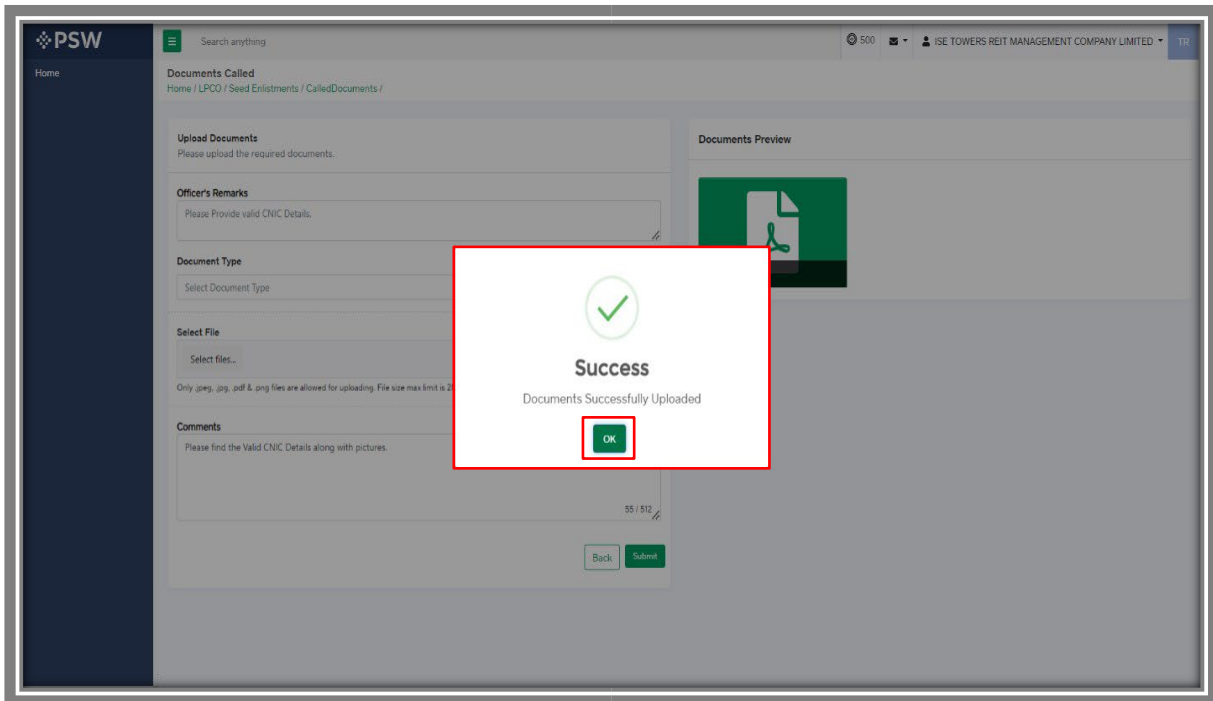 PSW
Search anything
500
ISE TOWERS REIT MANAGEMENT COMPANY LIMITED
TR
Home
Documents Called
Home / LPCO / Seed Enlistments / CalledDocuments /
Upload Documents
Please upload the required documents.
Documents Preview
Officer's Remarks
Please Provide valid CNIC Details.
Document Type
Select Document Type
Select File
Select files...
Only .jpeg, .jpg, .pdf & .png files are allowed for uploading. File size max limit is
Success
Documents Successfully Uploaded
OK
Comments
Please find the Valid CNIC Details along with pictures.
55 / 512
Back
Submit